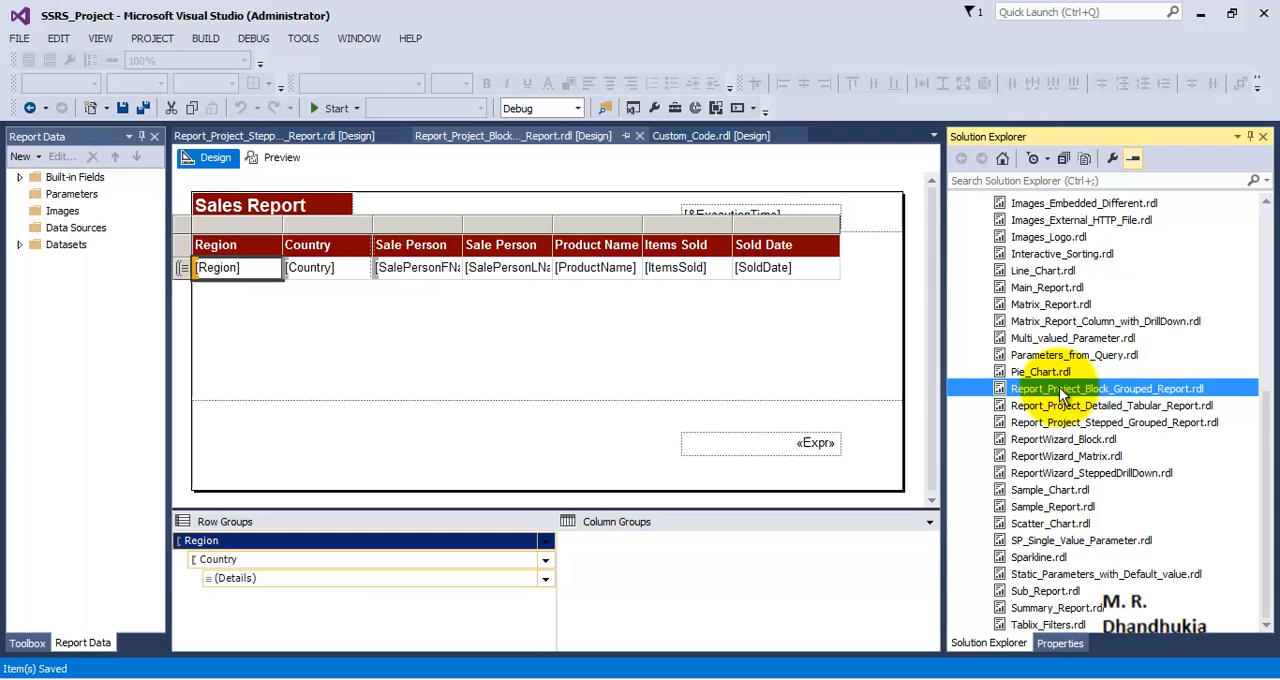 SSRS_Project - Microsoft Visual Studio (Administrator)
1
Quick Launch (Ctrl+Q)
FILE EDIT VIEW PROJECT BUILD DEBUG TOOLS WINDOW HELP
100%
Start Debug
Report Data
New Edit...
Built-in Fields
Parameters
Images
Data Sources
Datasets
Toolbox Report Data
Report_Project_Stepp..._Report.rdl [Design] Report_Project_Block..._Report.rdl [Design] Custom_Code.rdl [Design]
Design Preview
Sales Report
[&ExecutionTime]
Region Country Sale Person Sale Person Product Name Items Sold Sold Date
[Region] [Country] [SalePersonFNa [SalePersonLNa [ProductName] [ItemsSold] [SoldDate]
«Expr»
Row Groups Column Groups
[ Region
[ Country
(Details)
Solution Explorer
Search Solution Explorer (Ctrl+;)
Images_Embedded_Different.rdl
Images_External_HTTP_File.rdl
Images_Logo.rdl
Interactive_Sorting.rdl
Line_Chart.rdl
Main_Report.rdl
Matrix_Report.rdl
Matrix_Report_Column_with_DrillDown.rdl
Multi_valued_Parameter.rdl
Parameters_from_Query.rdl
Pie_Chart.rdl
Report_Project_Block_Grouped_Report.rdl
Report_Project_Detailed_Tabular_Report.rdl
Report_Project_Stepped_Grouped_Report.rdl
ReportWizard_Block.rdl
ReportWizard_Matrix.rdl
ReportWizard_SteppedDrillDown.rdl
Sample_Chart.rdl
Sample_Report.rdl
Scatter_Chart.rdl
SP_Single_Value_Parameter.rdl
Sparkline.rdl
Static_Parameters_with_Default_value.rdl
Sub_Report.rdl
Summary_Report.rdl
Tablix_Filters.rdl
M. R.
Dhandhukia
Solution Explorer Properties
Item(s) Saved